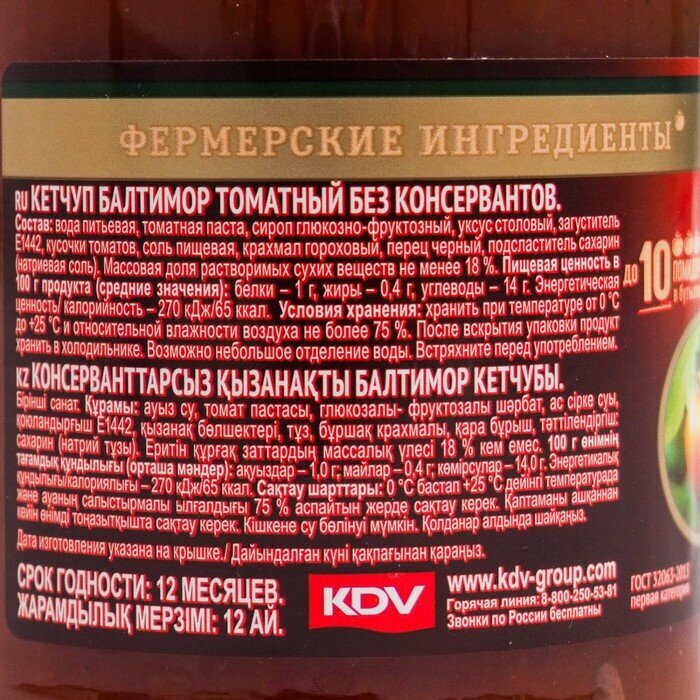 ФЕРМЕРСКИЕ ИНГРЕДИЕНТЫ
RU КЕТЧУП БАЛТИМОР ТОМАТНЫЙ БЕЗ КОНСЕРВАНТОВ.
Состав: вода питьевая, томатная паста, сироп глюкозно-фруктозный, уксус столовый, загуститель
Е1442, кусочки томатов, соль пищевая, крахмал гороховый, перец черный, подсластитель сахарин
(натриевая соль). Массовая доля растворимых сухих веществ не менее 18 %. Пищевая ценность в
100 г продукта (средние значения): белки – 1 г, жиры – 0,4 г, углеводы – 14 г. Энергетическая
ценность/ калорийность – 270 кДж/65 ккал. Условия хранения: хранить при температуре от 0 °С
до +25 °С и относительной влажности воздуха не более 75 %. После вскрытия упаковки продукт
хранить в холодильнике. Возможно небольшое отделение воды. Встряхните перед употреблением.
KZ КОНСЕРВАНТТАРСЫЗ ҚЫЗАНАҚТЫ БАЛТИМОР КЕТЧУБЫ.
Бірінші санат. Құрамы: ауыз су, томат пастасы, глюкозалы- фруктозалы шәрбат, ас сірке суы,
қоюландырғыш Е1442, қызанақ бөлшектері, тұз, бұршақ крахмалы, қара бұрыш, тәттілендіргіш:
сахарин (натрий тұзы). Еритін құрғақ заттардың массалық үлесі 18 % кем емес. 100 г өнімнің
тағамдық құндылығы (орташа мәндер): ақуыздар – 1,0 г, майлар – 0,4 г, көмірсулар – 14,0 г. Энергетикалық
құндылығы/калориялығы – 270 кДж/65 ккал. Сақтау шарттары: 0 °С бастап +25 °С дейінгі температурада
және ауаның салыстырмалы ылғалдағы 75 % аспайтын жерде сақтау керек. Қаптаманы ашқаннан
кейін өнімді тоңазытқышта сақтау керек. Кішкене су бөлінуі мүмкін. Қолданар алдында шайқаңыз.
Дата изготовления указана на крышке./ Дайындалған күні қақпағынан қараңыз.
СРОК ГОДНОСТИ: 12 МЕСЯЦЕВ.
ЖАРАМДЫЛЫҚ МЕРЗІМІ: 12 АЙ.
KDV
www.kdv-group.com
Горячая линия: 8-800-250-53-81
Звонки по России бесплатны
ГОСТ 32063-2013
первая категория
ДО 10